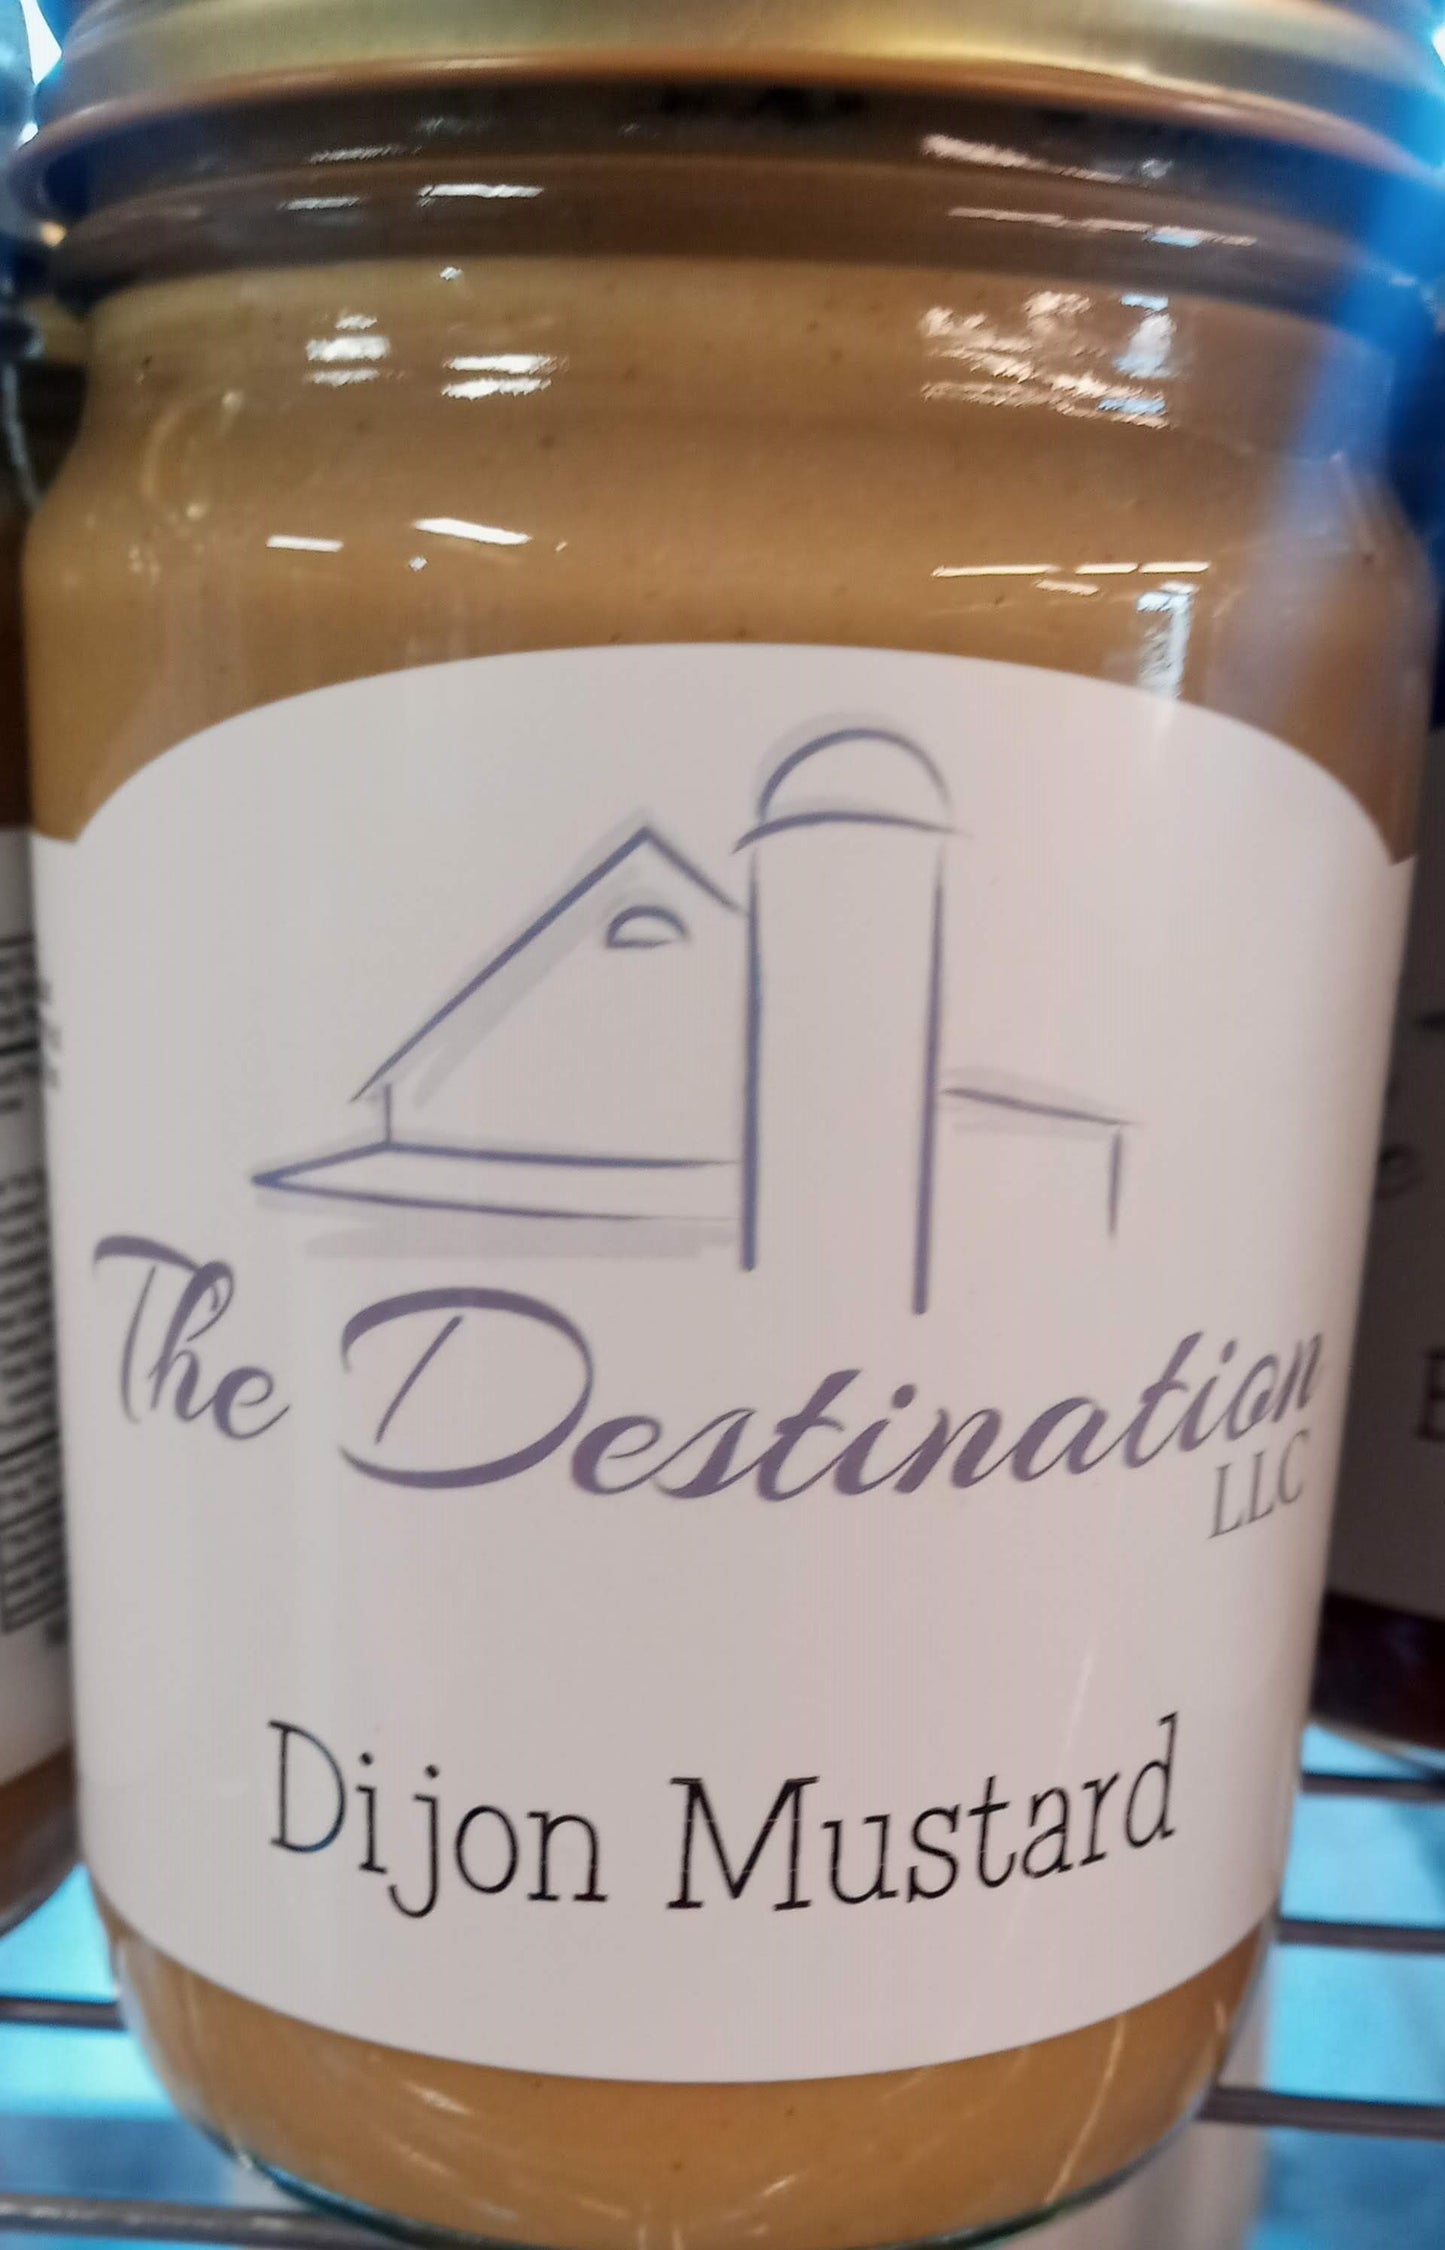 The Destination
LLC
Dijon Mustard